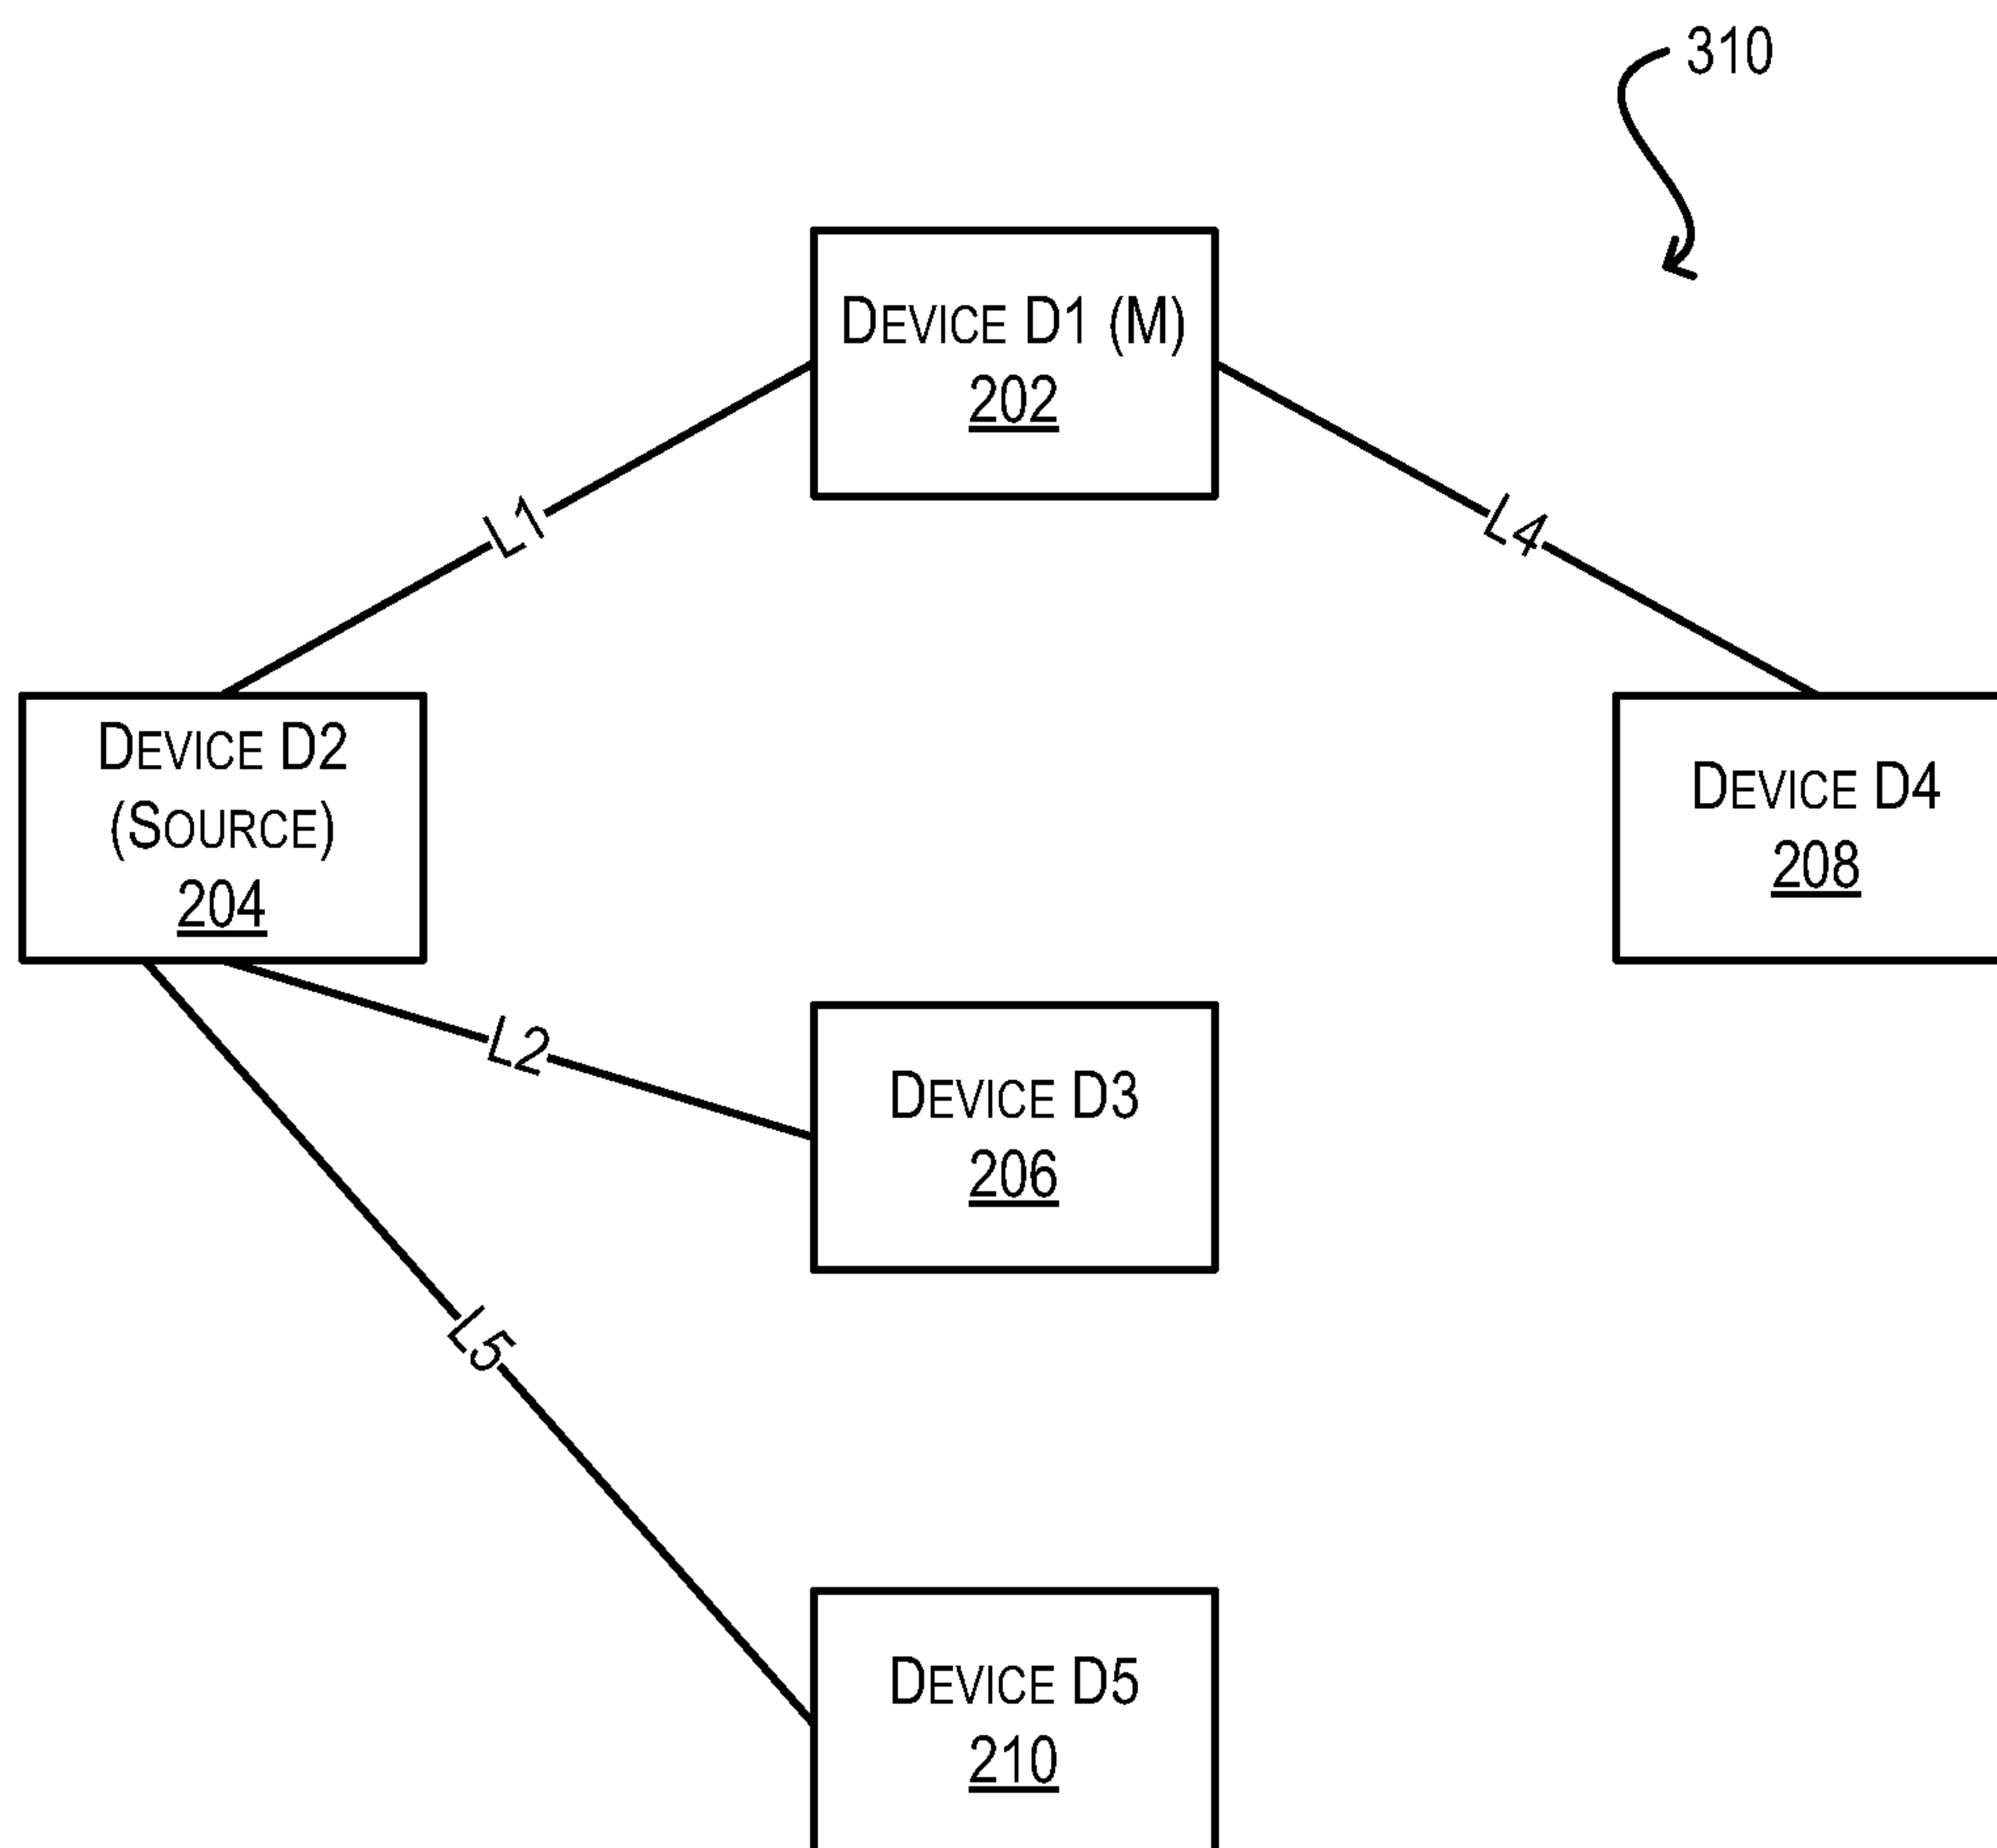 310
DEVICE D1 (M)
202
L1
L4
DEVICE D2
(SOURCE)
204
DEVICE D4
208
L2
DEVICE D3
206
L5
DEVICE D5
210